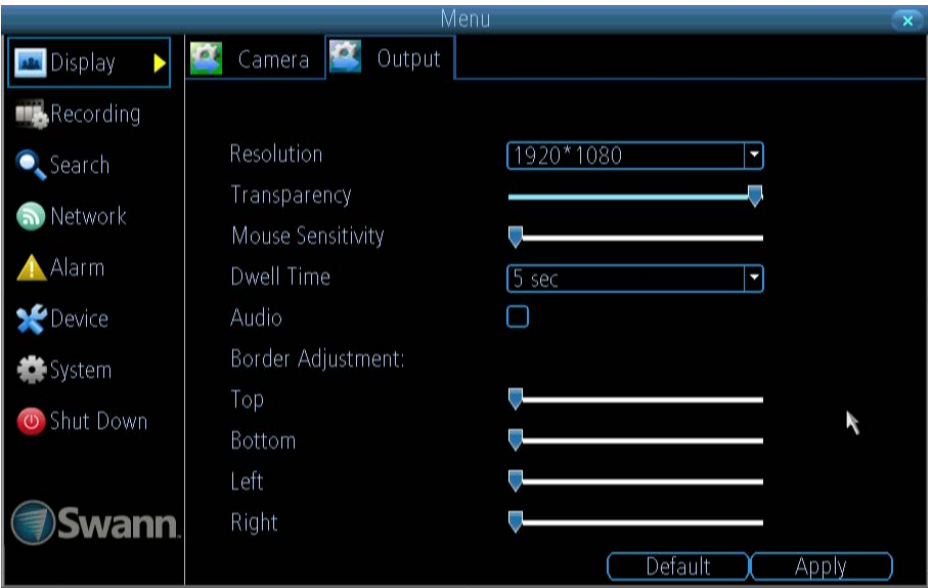 Menu
Display
Camera
Output
Recording
Search
Network
Alarm
Device
System
Shut Down
Swann
Resolution
1920*1080
Transparency
Mouse Sensitivity
Dwell Time
5 sec
Audio
Border Adjustment:
Top
Bottom
Left
Right
Default
Apply